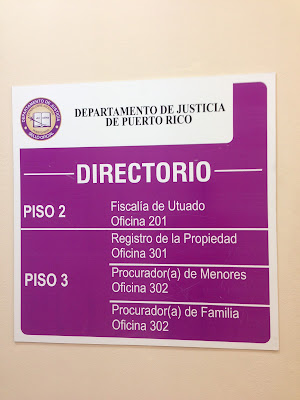 DEPARTAMENTO DE JUSTICIA
DE PUERTO RICO
DIRECTORIO
PISO 2
Fiscalía de Utuado
Oficina 201
PISO 3
Registro de la Propiedad
Oficina 301
Procurador(a) de Menores
Oficina 302
Procurador(a) de Familia
Oficina 302